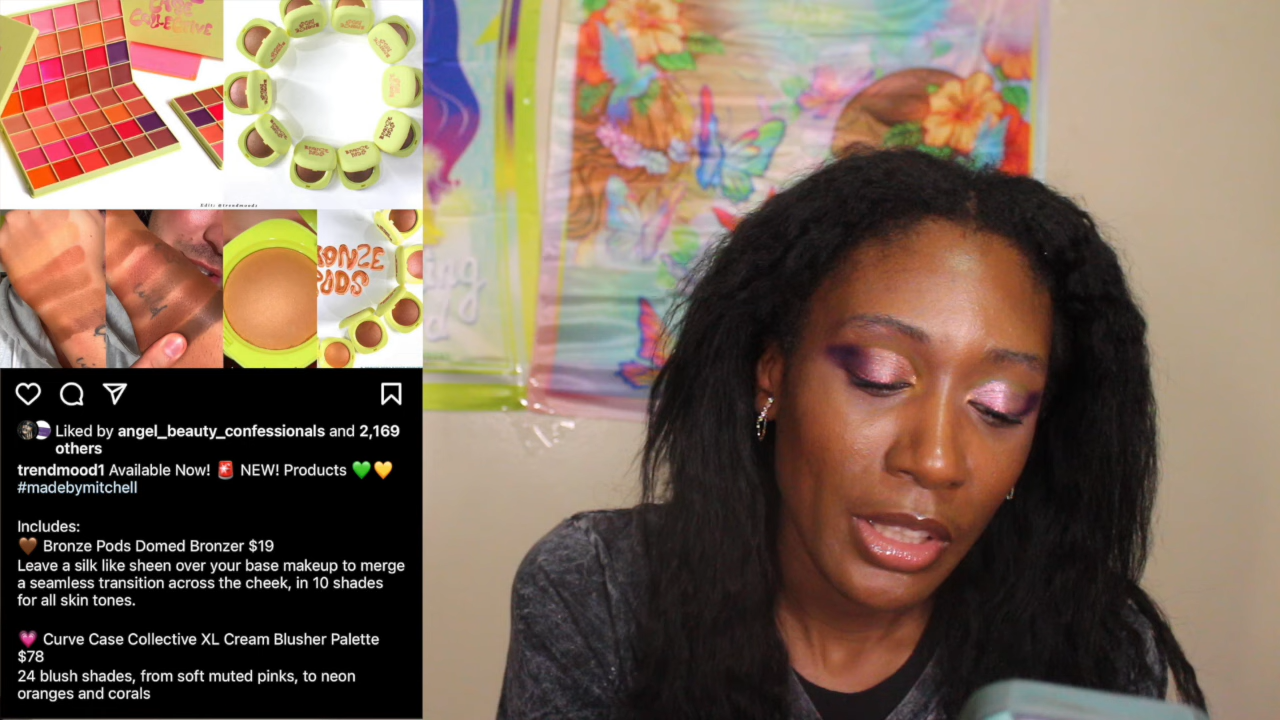 CURVE CASE
COLLECTIVE
Edit: @trendmoods
BRONZE
PODS
Liked by angel_beauty_confessionals and 2,169
others
trendmood1 Available Now! 🚨 NEW! Products 💚💛
#madebymitchell
Includes:
🤎 Bronze Pods Domed Bronzer $19
Leave a silk like sheen over your base makeup to merge
a seamless transition across the cheek, in 10 shades
for all skin tones.
💗 Curve Case Collective XL Cream Blusher Palette
$78
24 blush shades, from soft muted pinks, to neon
oranges and corals